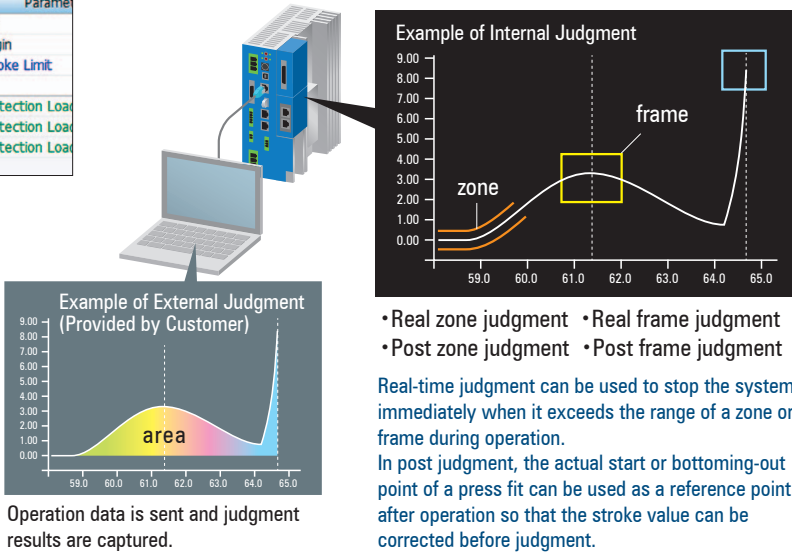 Parame
gin
oke Limit
tection Load
tection Load
tection Load
Example of Internal Judgment
9.00
8.00
7.00
6.00
5.00
4.00
3.00
2.00
1.00
0.00
frame
zone
59.0 60.0 61.0 62.0 63.0 64.0 65.0
Example of External Judgment
(Provided by Customer)
9.00
8.00
7.00
6.00
5.00
4.00
3.00
2.00
1.00
0.00
area
59.0 60.0 61.0 62.0 63.0 64.0 65.0
Operation data is sent and judgment
results are captured.
・Real zone judgment ・Real frame judgment
・Post zone judgment ・Post frame judgment
Real-time judgment can be used to stop the system
immediately when it exceeds the range of a zone or
frame during operation.
In post judgment, the actual start or bottoming-out
point of a press fit can be used as a reference point
after operation so that the stroke value can be
corrected before judgment.